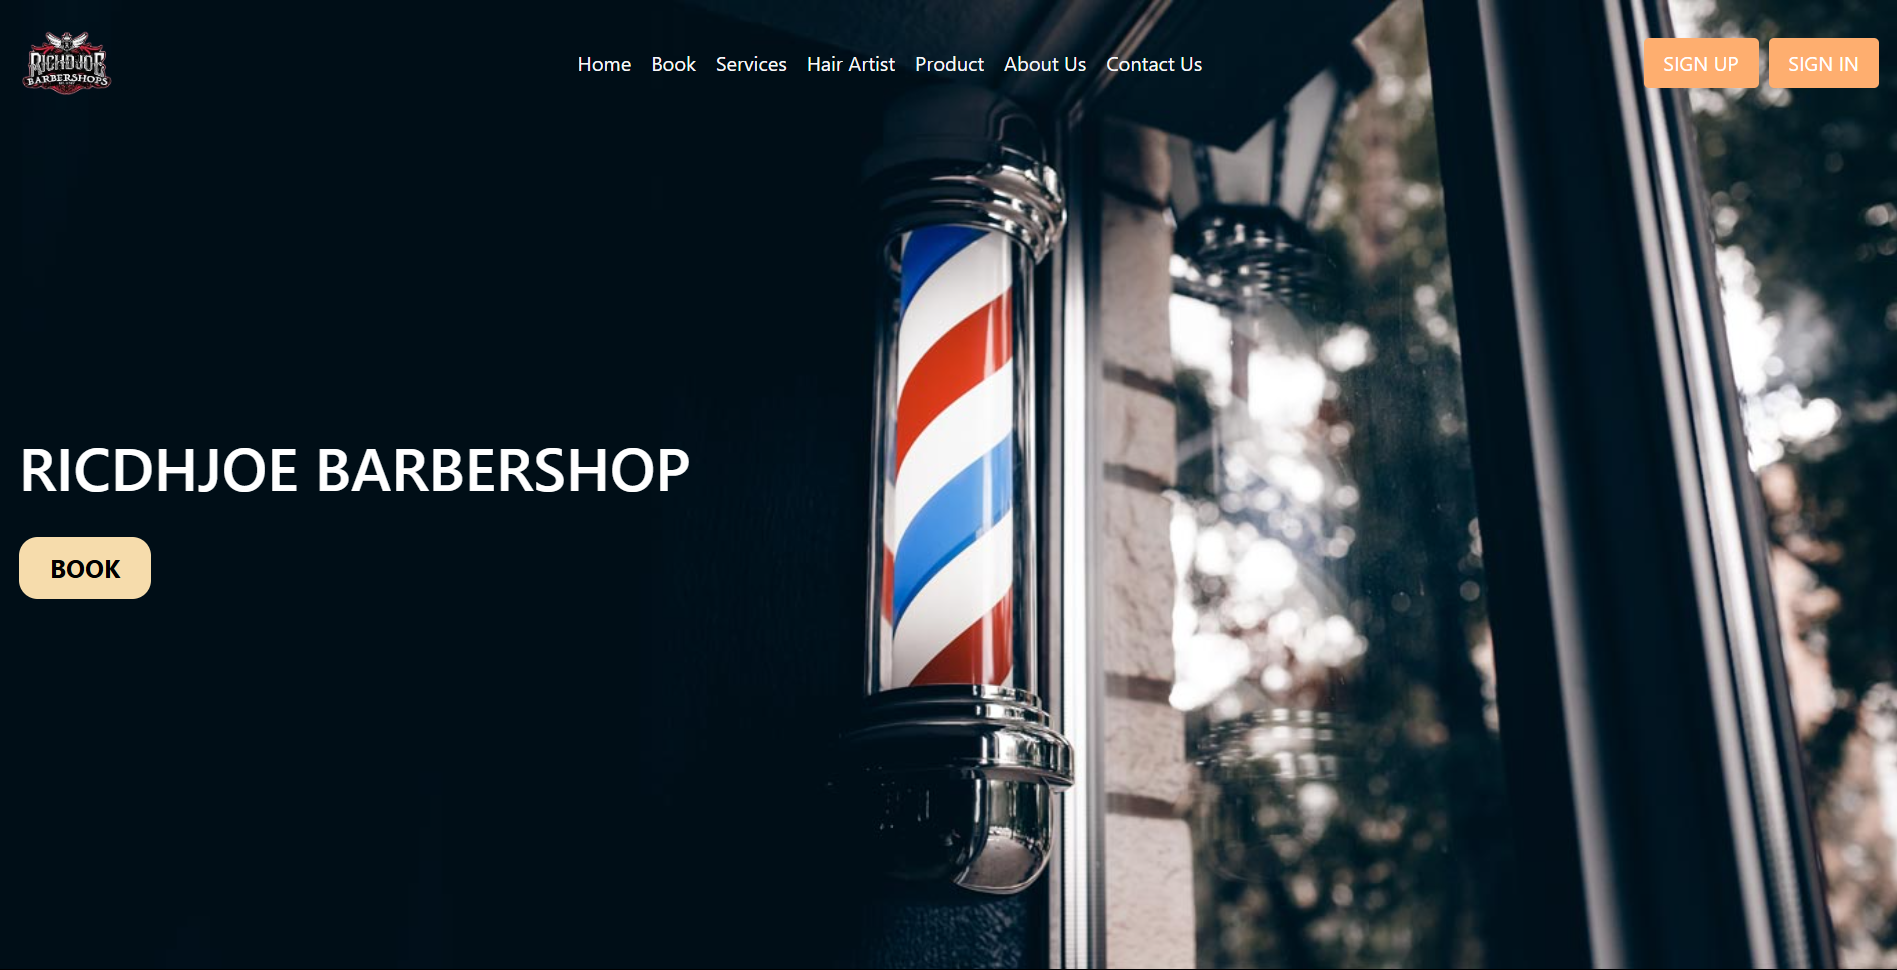 RICHDJOE
BARBERSHOPS
Home Book Services Hair Artist Product About Us Contact Us
SIGN UP SIGN IN
RICDHJOE BARBERSHOP
BOOK